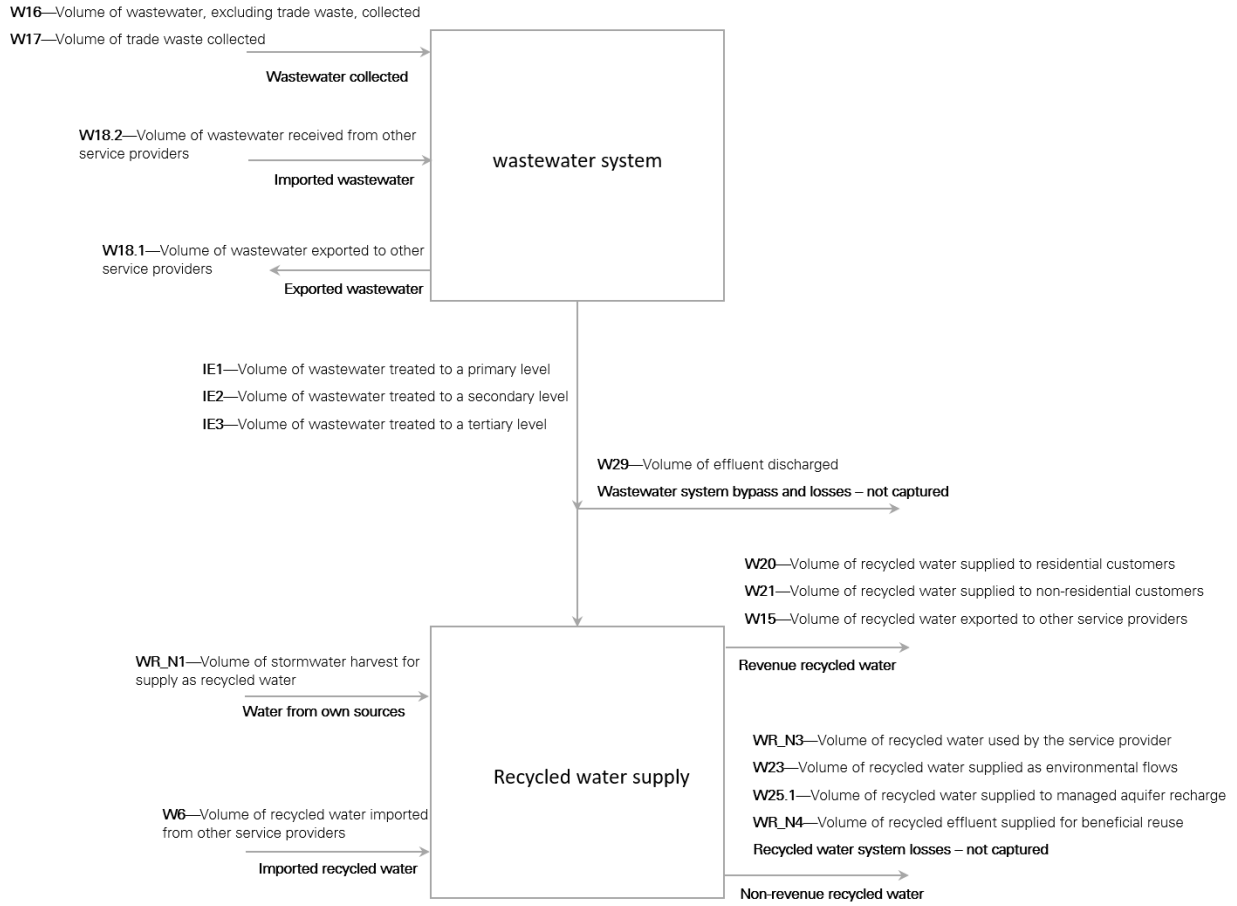 W16—Volume of wastewater, excluding trade waste, collected
W17—Volume of trade waste collected
Wastewater collected
W18.2—Volume of wastewater received from other
service providers
Imported wastewater
wastewater system
W18.1—Volume of wastewater exported to other
service providers
Exported wastewater
IE1—Volume of wastewater treated to a primary level
IE2—Volume of wastewater treated to a secondary level
IE3—Volume of wastewater treated to a tertiary level
W29—Volume of effluent discharged
Wastewater system bypass and losses – not captured
W20—Volume of recycled water supplied to residential customers
W21—Volume of recycled water supplied to non-residential customers
W15—Volume of recycled water exported to other service providers
Revenue recycled water
WR_N1—Volume of stormwater harvest for
supply as recycled water
Water from own sources
Recycled water supply
W6—Volume of recycled water imported
from other service providers
Imported recycled water
WR_N3—Volume of recycled water used by the service provider
W23—Volume of recycled water supplied as environmental flows
W25.1—Volume of recycled water supplied to managed aquifer recharge
WR_N4—Volume of recycled effluent supplied for beneficial reuse
Recycled water system losses – not captured
Non-revenue recycled water